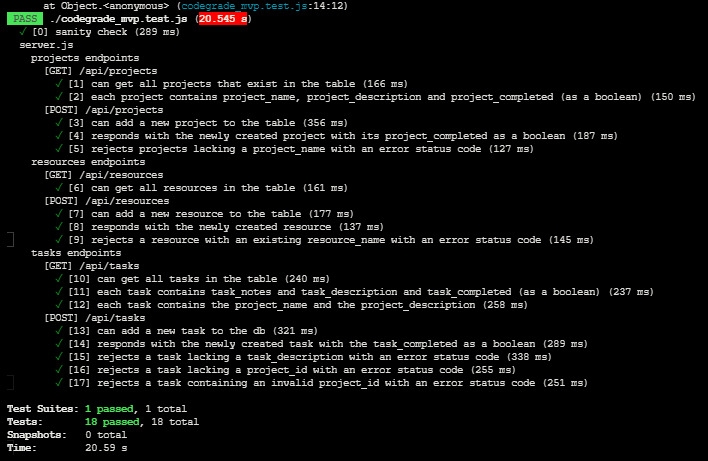 at Object.<anonymous> (codegrade_mvp.test.js:14:12)
PASS ./codegrade_mvp.test.js (20.545 s)
✓ [0] sanity check (289 ms)
server.js
projects endpoints
[GET] /api/projects
✓ [1] can get all projects that exist in the table (166 ms)
✓ [2] each project contains project_name, project_description and project_completed (as a boolean) (150 ms)
[POST] /api/projects
✓ [3] can add a new project to the table (356 ms)
✓ [4] responds with the newly created project with its project_completed as a boolean (187 ms)
✓ [5] rejects projects lacking a project_name with an error status code (127 ms)
resources endpoints
[GET] /api/resources
✓ [6] can get all resources in the table (161 ms)
[POST] /api/resources
✓ [7] can add a new resource to the table (177 ms)
✓ [8] responds with the newly created resource (137 ms)
✓ [9] rejects a resource with an existing resource_name with an error status code (145 ms)
tasks endpoints
[GET] /api/tasks
✓ [10] can get all tasks in the table (240 ms)
✓ [11] each task contains task_notes and task_description and task_completed (as a boolean) (237 ms)
✓ [12] each task contains the project_name and the project_description (258 ms)
[POST] /api/tasks
✓ [13] can add a new task to the db (321 ms)
✓ [14] responds with the newly created task with the task_completed as a boolean (289 ms)
✓ [15] rejects a task lacking a task_description with an error status code (338 ms)
✓ [16] rejects a task lacking a project_id with an error status code (255 ms)
✓ [17] rejects a task containing an invalid project_id with an error status code (251 ms)
Test Suites: 1 passed, 1 total
Tests: 18 passed, 18 total
Snapshots: 0 total
Time: 20.59 s